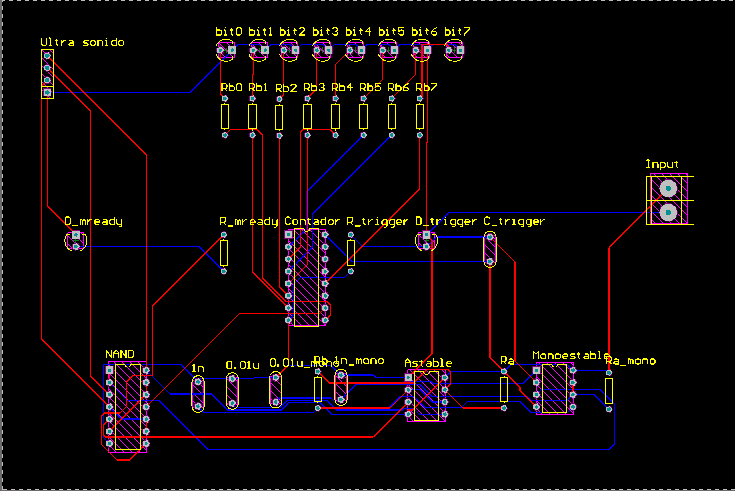 bit0 bit1 bit2 bit3 bit4 bit5 bit6 bit7
Ultra sonido
Rb0 Rb1 Rb2 Rb3 Rb4 Rb5 Rb6 Rb7
Input
D_mready R_mready Contador R_trigger D_trigger C_trigger
NAND 1n 0.01u 0.01u_mono Rb 1n_mono Astable Ra Monoestable Ra_mono